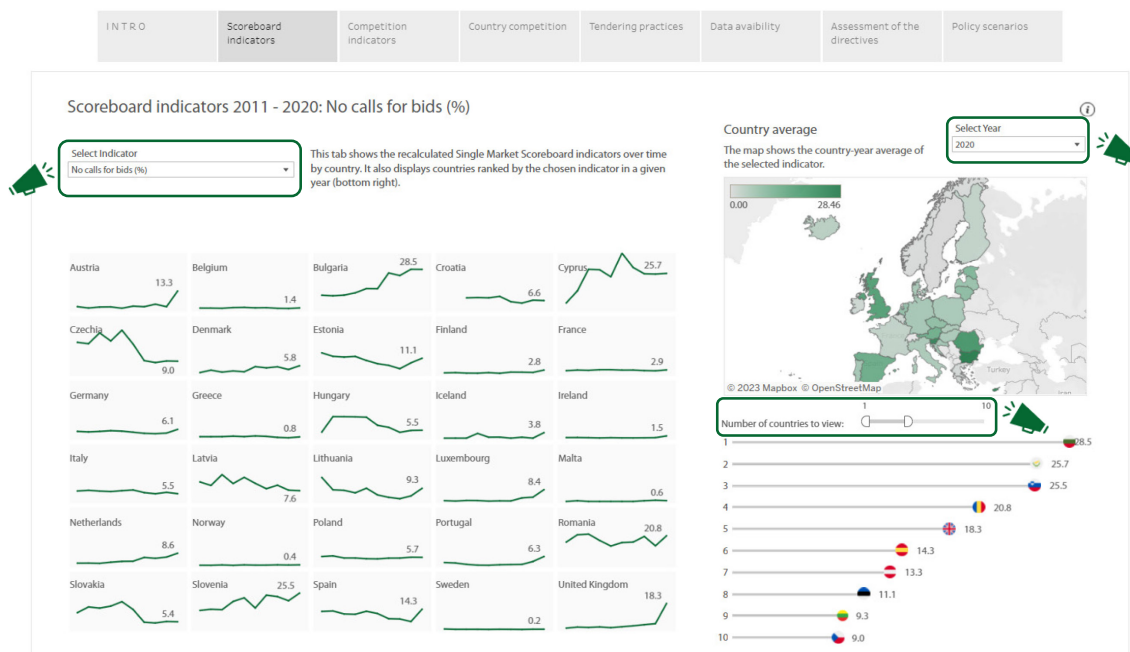 INTRO
Scoreboard
indicators
Competition
indicators
Country competition
Tendering practices
Data avaibility
Assessment of the
directives
Policy scenarios
Scoreboard indicators 2011 - 2020: No calls for bids (%)
Select Indicator
No calls for bids (%)
This tab shows the recalculated Single Market Scoreboard indicators over time
by country. It also displays countries ranked by the chosen indicator in a given
year (bottom right).
Country average
The map shows the country-year average of
the selected indicator.
i
Select Year
2020
0.00 28.46
Turkey
Iran
© 2023 Mapbox © OpenStreetMap
Austria 13.3
Belgium 1.4
Bulgaria 28.5
Croatia 6.6
Cyprus 25.7
Czechia 9.0
Denmark 5.8
Estonia 11.1
Finland 2.8
France 2.9
Germany 6.1
Greece 0.8
Hungary 5.5
Iceland 3.8
Ireland 1.5
Italy 5.5
Latvia 7.6
Lithuania 9.3
Luxembourg 8.4
Malta 0.6
Netherlands 8.6
Norway 0.4
Poland 5.7
Portugal 6.3
Romania 20.8
Slovakia 5.4
Slovenia 25.5
Spain 14.3
Sweden 0.2
United Kingdom 18.3
1 10
Number of countries to view:
1 28.5
2 25.7
3 25.5
4 20.8
5 18.3
6 14.3
7 13.3
8 11.1
9 9.3
10 9.0